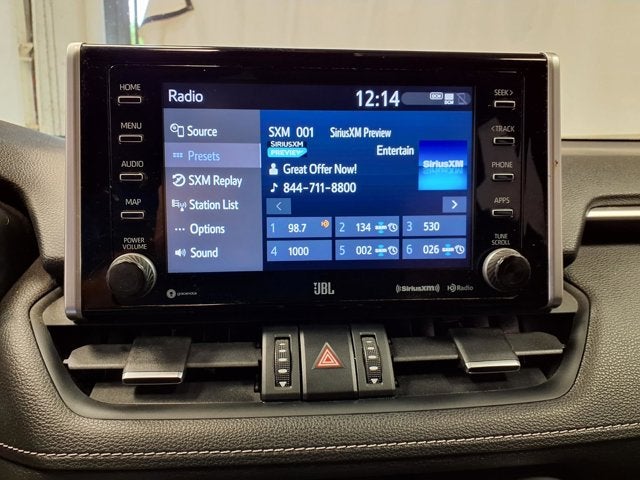 HOME
MENU
AUDIO
MAP
POWER
VOLUME
Radio
12:14
Source
Presets
SXM Replay
Station List
Options
Sound
SXM 001 SiriusXM Preview
SIRIUSXM
PREVIEW
Entertain
Great Offer Now!
844-711-8800
SiriusXM
1 98.7
2 134
3 530
4 1000
5 002
6 026
SEEK>
<TRACK
PHONE
APPS
TUNE
SCROLL
gracenote
JBL
((SiriusXM))
HD Radio